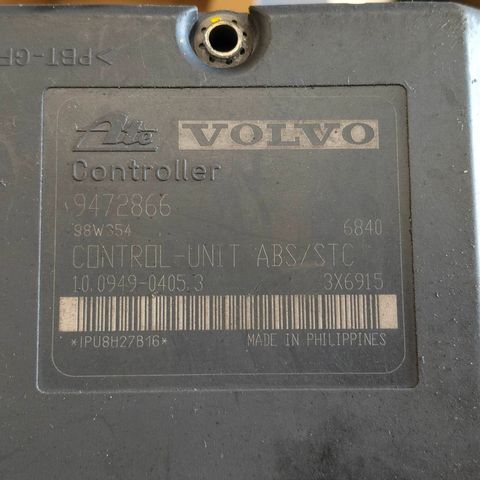 >PBT-GF
Ate VOLVO
Controller
9472866
98W354 6840
CONTROL-UNIT ABS/STC
10.0949-0405.3 3X6915
*IPU8H27B16* MADE IN PHILIPPINES